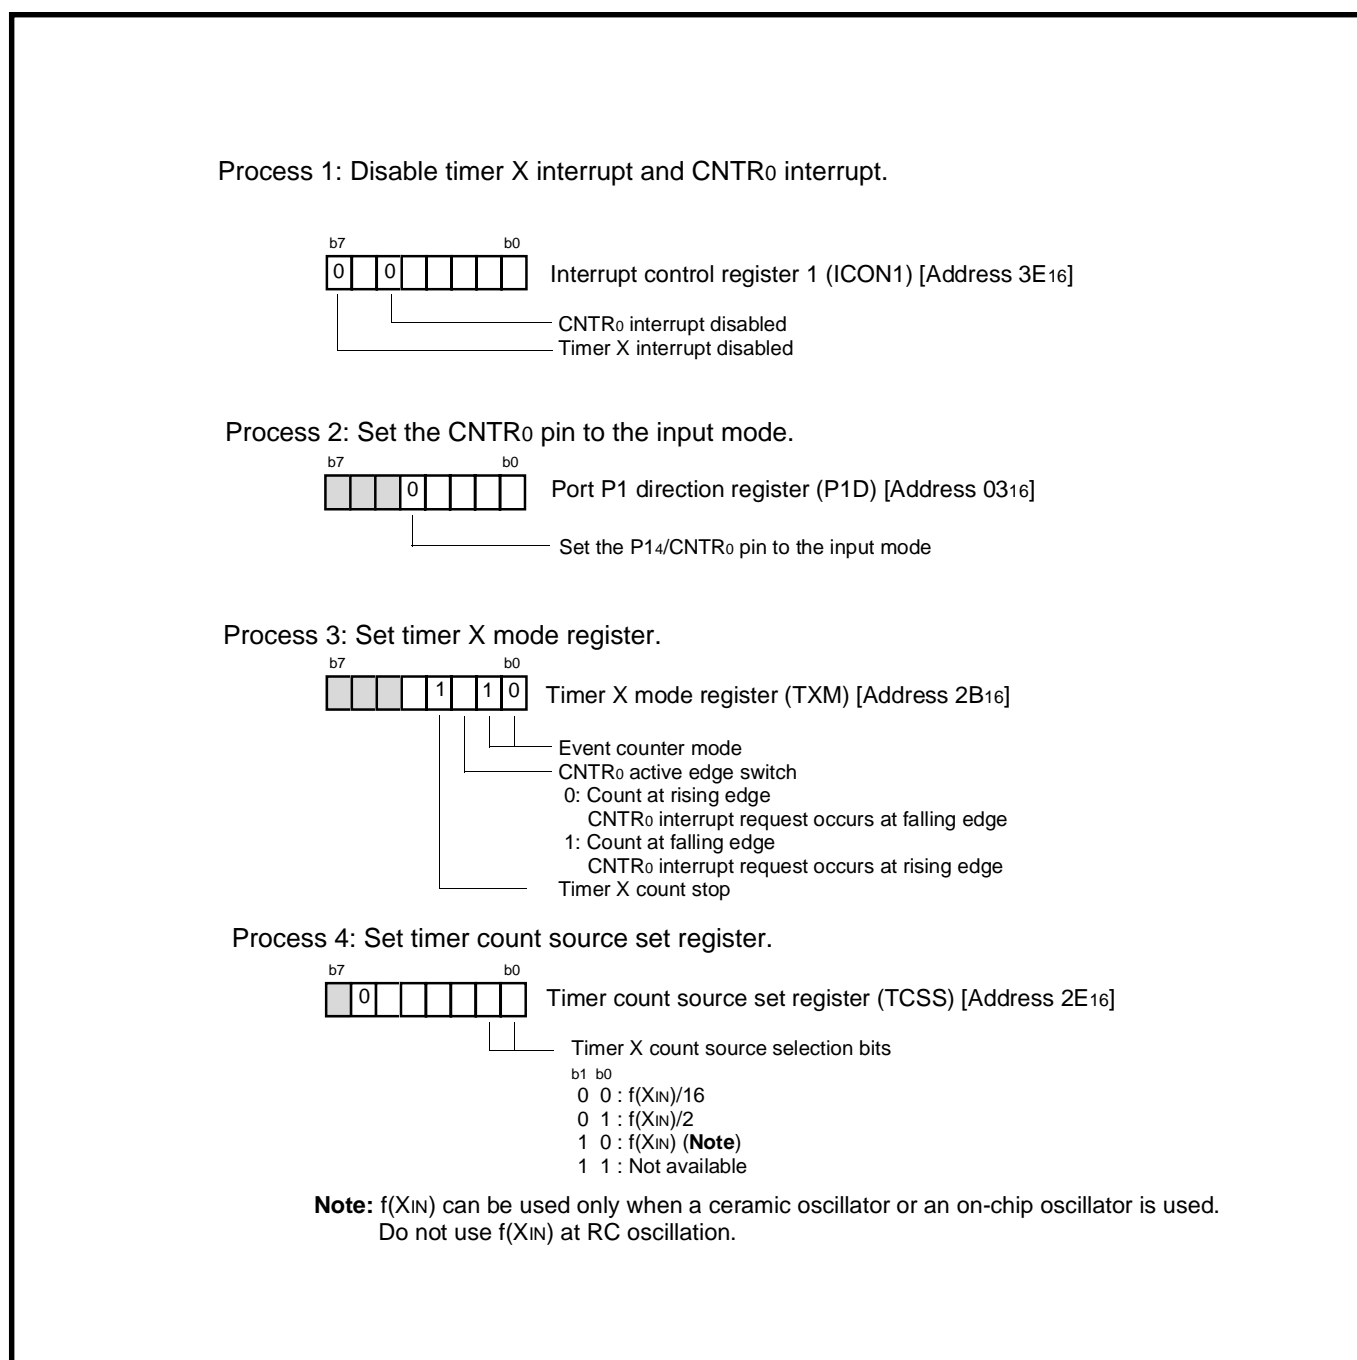 Process 1: Disable timer X interrupt and CNTR0 interrupt.
b7 b0
0 0 Interrupt control register 1 (ICON1) [Address 3E16]
CNTR0 interrupt disabled
Timer X interrupt disabled
Process 2: Set the CNTR0 pin to the input mode.
b7 b0
0 Port P1 direction register (P1D) [Address 0316]
Set the P14/CNTR0 pin to the input mode
Process 3: Set timer X mode register.
b7 b0
1 1 0 Timer X mode register (TXM) [Address 2B16]
Event counter mode
CNTR0 active edge switch
0: Count at rising edge
CNTR0 interrupt request occurs at falling edge
1: Count at falling edge
CNTR0 interrupt request occurs at rising edge
Timer X count stop
Process 4: Set timer count source set register.
b7 b0
0 Timer count source set register (TCSS) [Address 2E16]
Timer X count source selection bits
b1 b0
0 0 : f(XIN)/16
0 1 : f(XIN)/2
1 0 : f(XIN) (Note)
1 1 : Not available
Note: f(XIN) can be used only when a ceramic oscillator or an on-chip oscillator is used.
Do not use f(XIN) at RC oscillation.